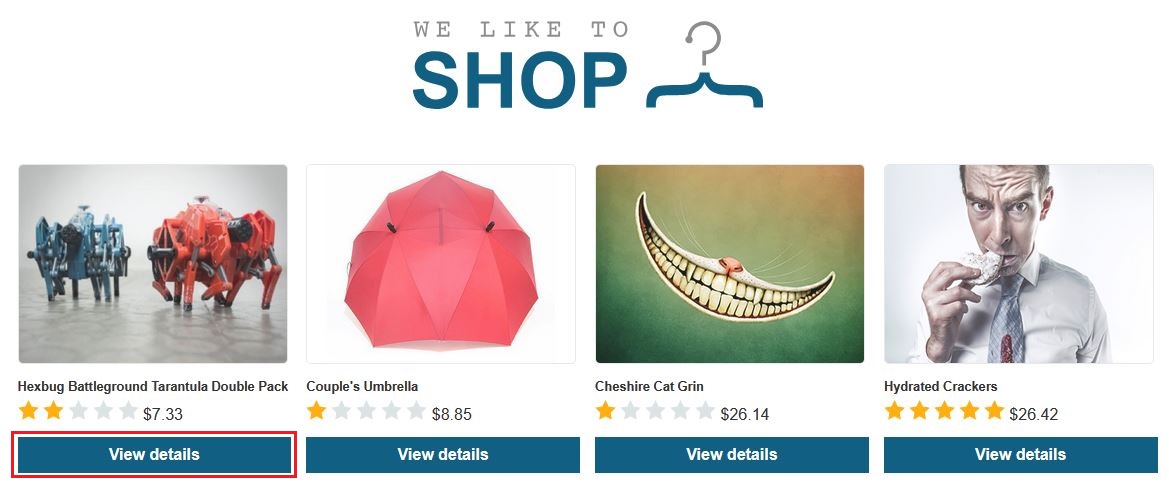 WE LIKE TO
SHOP
Hexbug Battleground Tarantula Double Pack
$7.33
View details
Couple's Umbrella
$8.85
View details
Cheshire Cat Grin
$26.14
View details
Hydrated Crackers
$26.42
View details